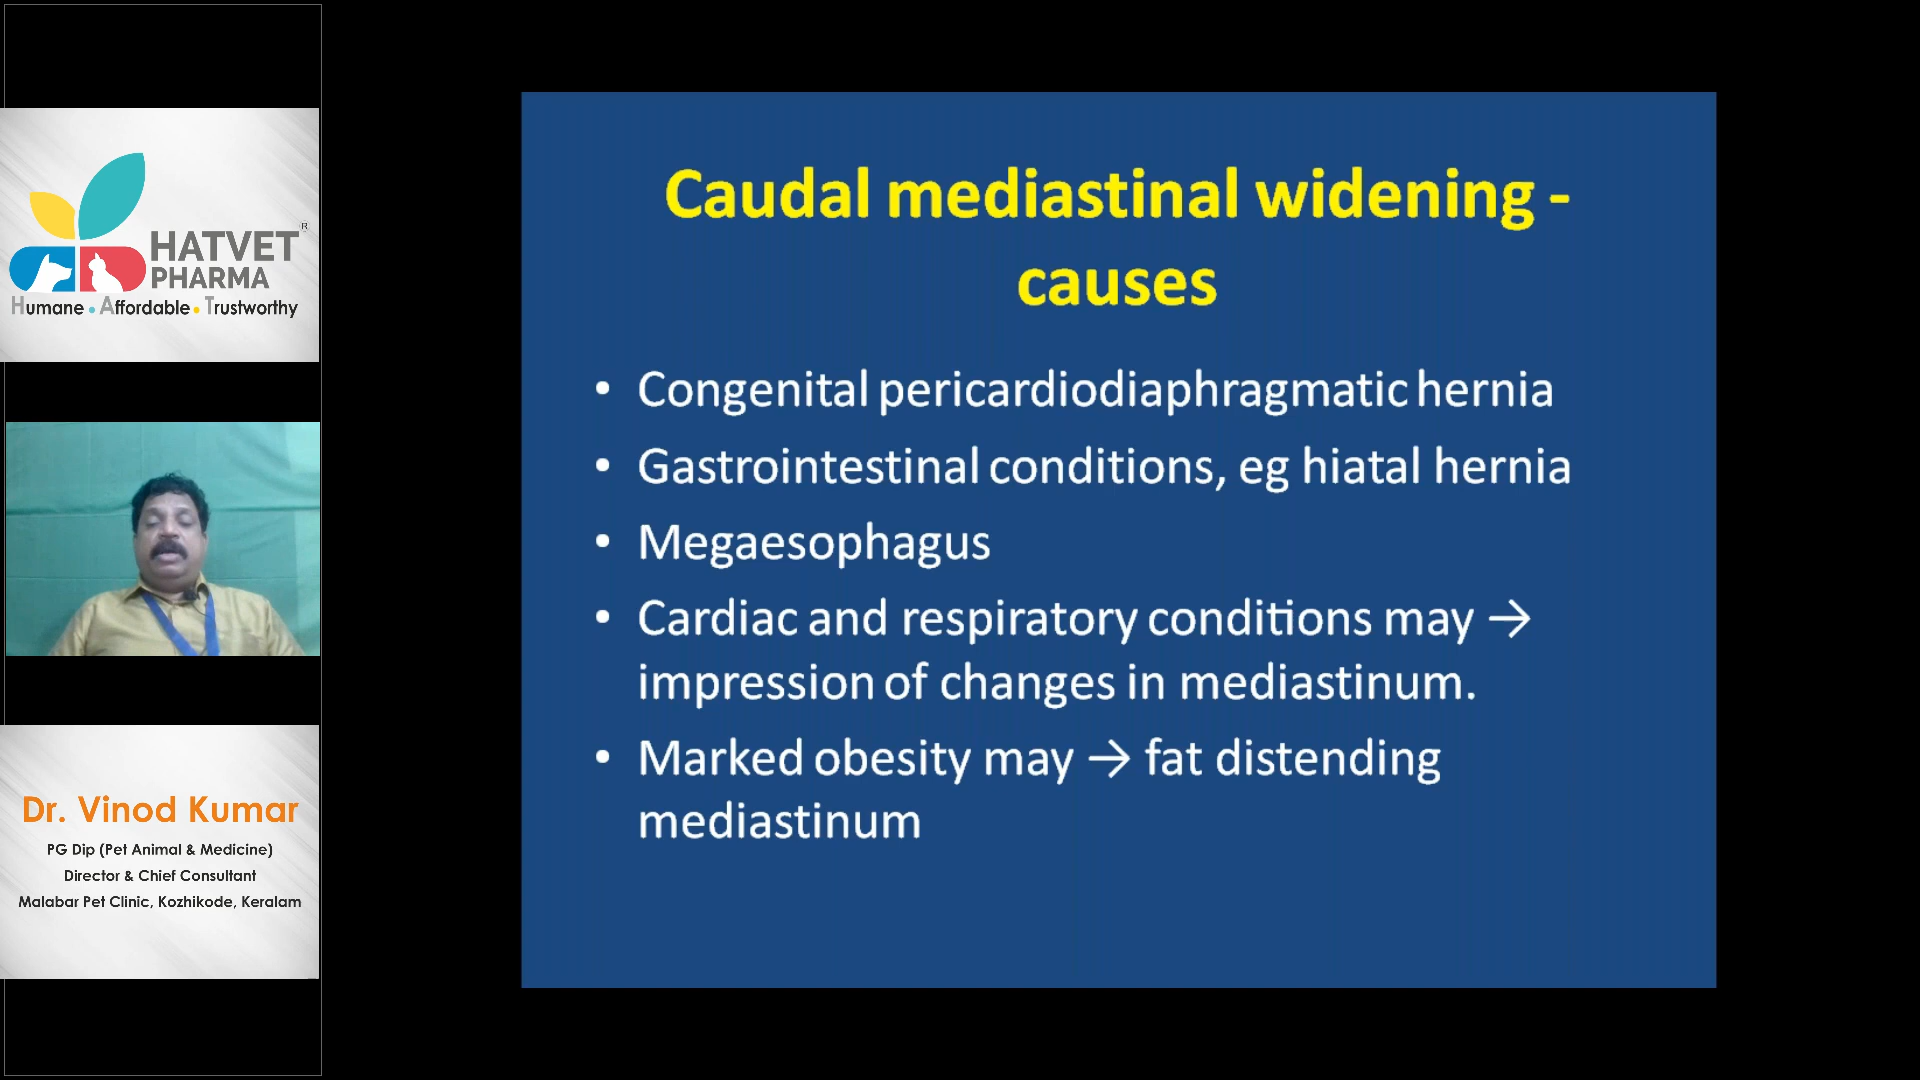 HATVET ®
PHARMA
Humane • Affordable • Trustworthy
Dr. Vinod Kumar
PG Dip (Pet Animal & Medicine)
Director & Chief Consultant
Malabar Pet Clinic, Kozhikode, Keralam
Caudal mediastinal widening -
causes
• Congenital pericardiodiaphragmatic hernia
• Gastrointestinal conditions, eg hiatal hernia
• Megaesophagus
• Cardiac and respiratory conditions may →
impression of changes in mediastinum.
• Marked obesity may → fat distending
mediastinum